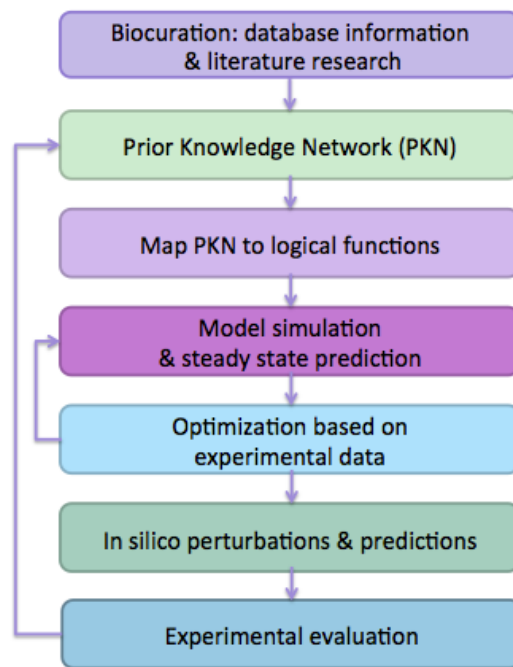 Biocuration: database information
& literature research
Prior Knowledge Network (PKN)
Map PKN to logical functions
Model simulation
& steady state prediction
Optimization based on
experimental data
In silico perturbations & predictions
Experimental evaluation